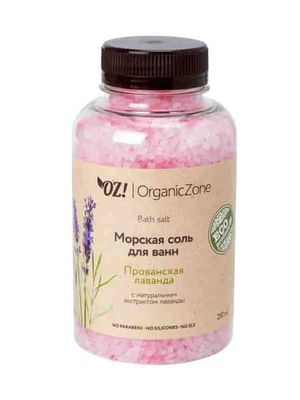 OZ! OrganicZone
Bath salt
Морская соль
для ванн
Прованская
лаванда
с натуральным
экстрактом лаванды
ECO
250 ml
NO PARABENS • NO SILICONES • NO SLS